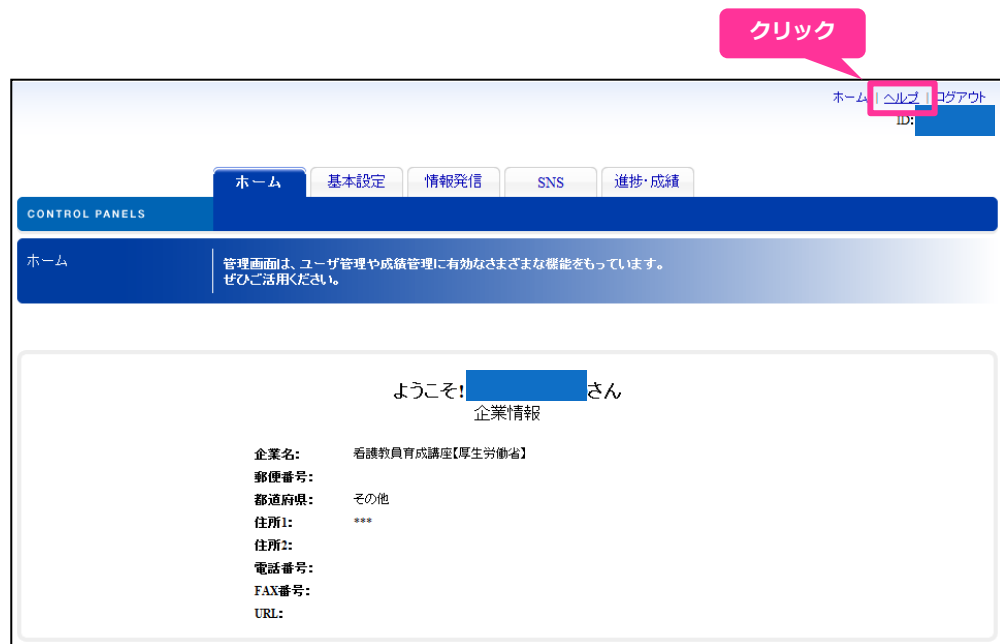 クリック
ホーム | ヘルプ | ログアウト
ID:
ホーム 基本設定 情報発信 SNS 進捗・成績
CONTROL PANELS
ホーム
管理画面は、ユーザ管理や成績管理に有効なさまざまな機能をもっています。
ぜひご活用ください。
ようこそ! さん
企業情報
企業名: 看護教員育成講座【厚生労働省】
郵便番号:
都道府県: その他
住所1: ***
住所2:
電話番号:
FAX番号:
URL: